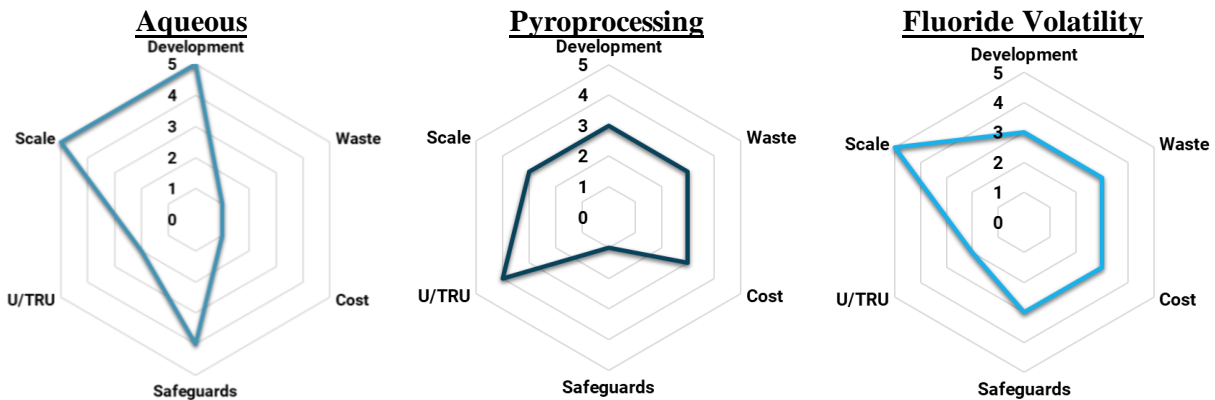 Aqueous
Development
5
4
3
2
1
0
Scale
Waste
U/TRU
Cost
Safeguards
Pyroprocessing
Development
5
4
3
2
1
0
Scale
Waste
U/TRU
Cost
Safeguards
Fluoride Volatility
Development
5
4
3
2
1
0
Scale
Waste
U/TRU
Cost
Safeguards